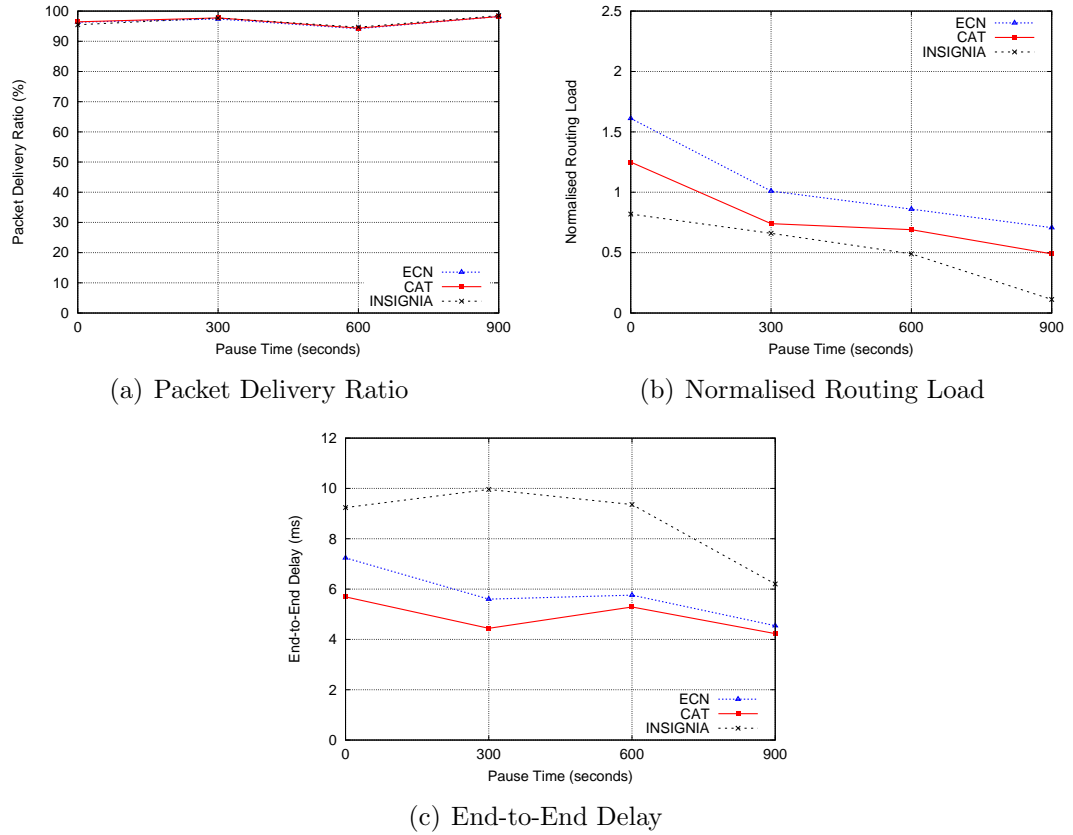 100
90
80
70
60
50
40
30
20
10
0
Packet Delivery Ratio (%)
ECN
CAT
INSIGNIA
0 300 600 900
Pause Time (seconds)
(a) Packet Delivery Ratio
2.5
2
1.5
1
0.5
0
Normalised Routing Load
ECN
CAT
INSIGNIA
0 300 600 900
Pause Time (seconds)
(b) Normalised Routing Load
12
10
8
6
4
2
0
End-to-End Delay (ms)
ECN
CAT
INSIGNIA
0 300 600 900
Pause Time (seconds)
(c) End-to-End Delay